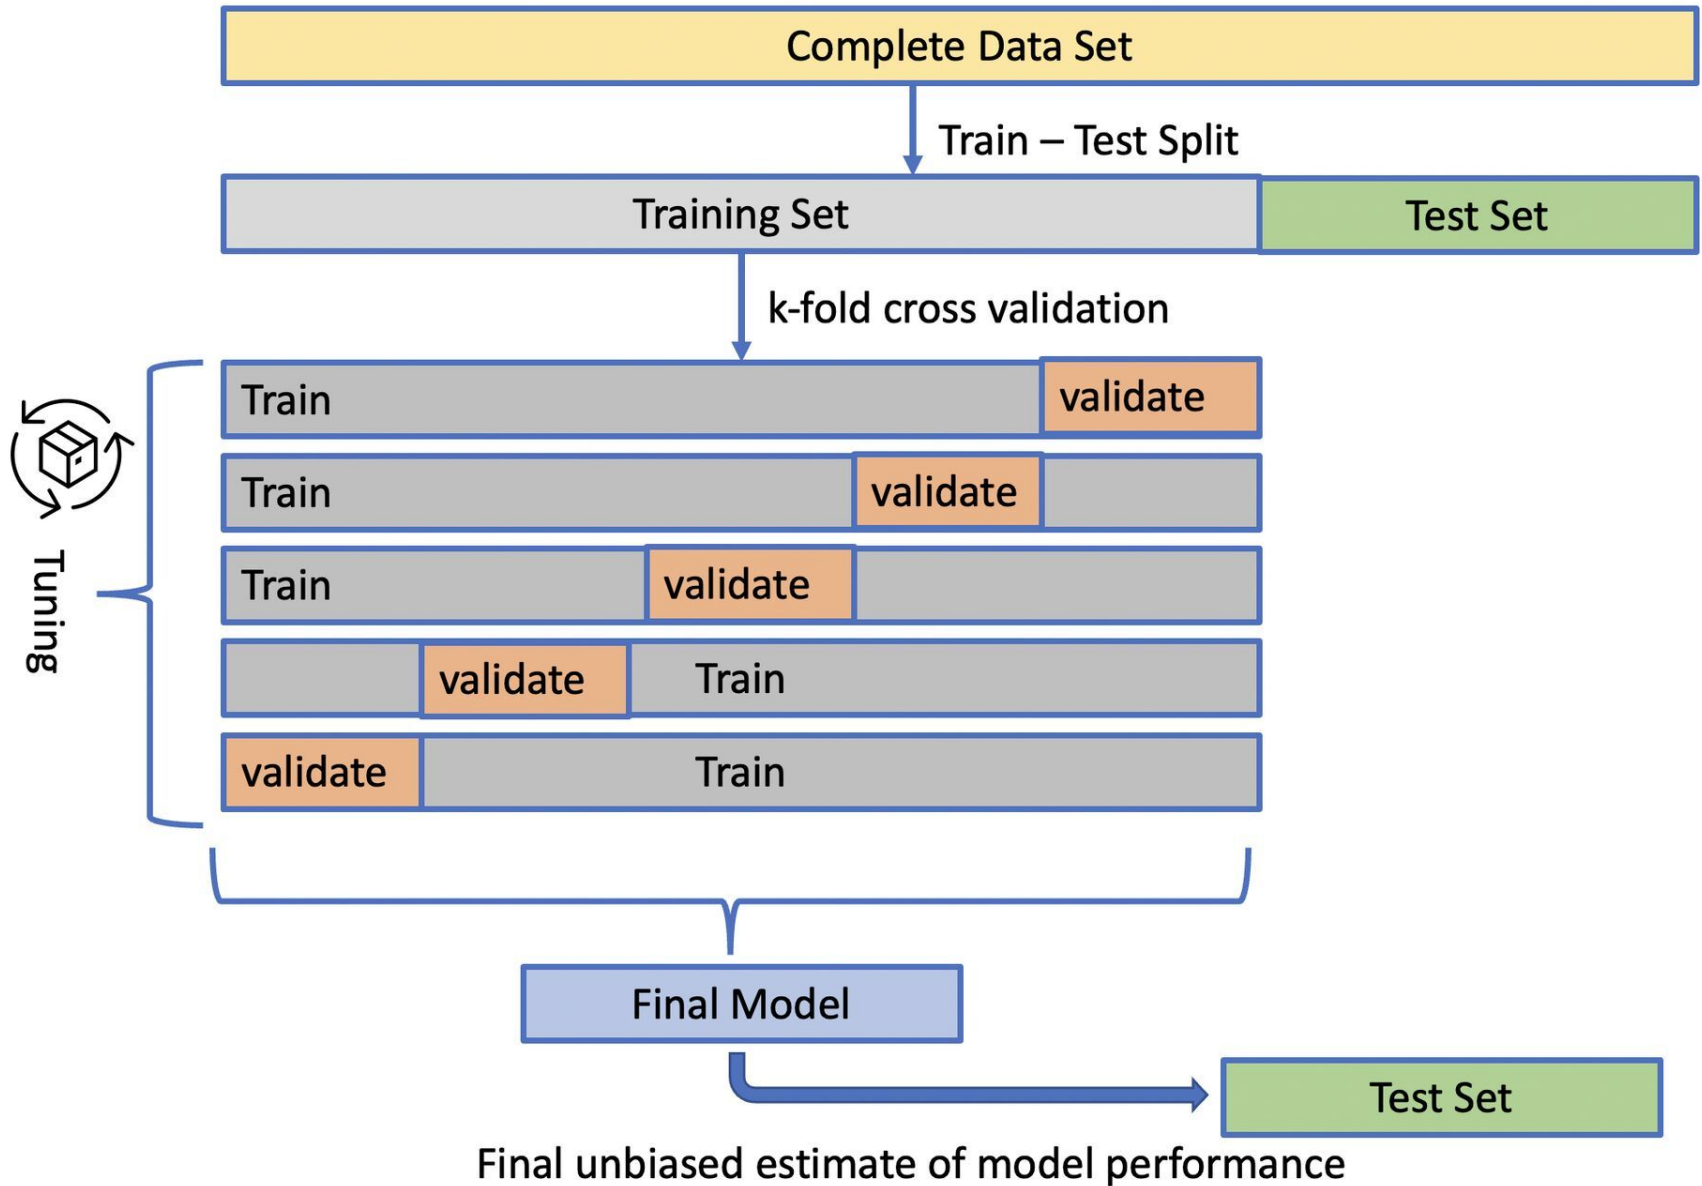 Complete Data Set
Train – Test Split
Training Set
Test Set
k-fold cross validation
Train
validate
Train
validate
Train
validate
validate
Train
validate
Train
Tuning
Final Model
Test Set
Final unbiased estimate of model performance